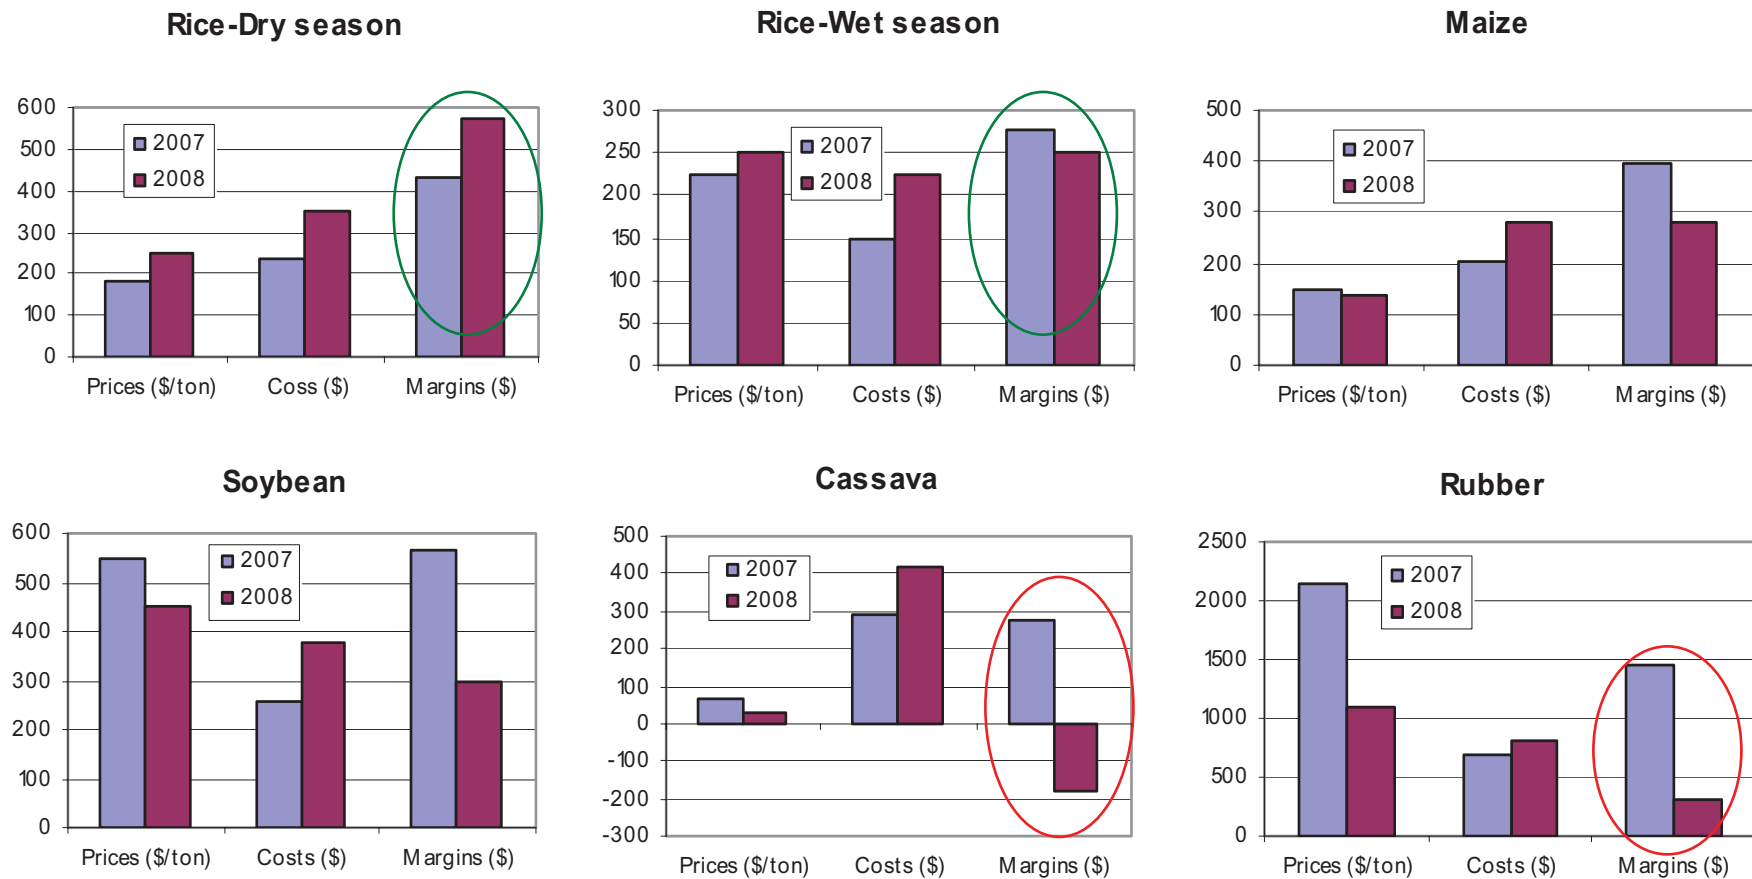 Rice-Dry season
600
500
400
300
200
100
0
2007
2008
Prices ($/ton)
Coss ($)
Margins ($)
Rice-Wet season
300
250
200
150
100
50
0
2007
2008
Prices ($/ton)
Costs ($)
Margins ($)
Maize
500
400
300
200
100
0
2007
2008
Prices ($/ton)
Costs ($)
Margins ($)
Soybean
600
500
400
300
200
100
0
2007
2008
Prices ($/ton)
Costs ($)
Margins ($)
Cassava
500
400
300
200
100
0
-100
-200
-300
2007
2008
Prices ($/ton)
Costs ($)
Margins ($)
Rubber
2500
2000
1500
1000
500
0
2007
2008
Prices ($/ton)
Costs ($)
Margins ($)